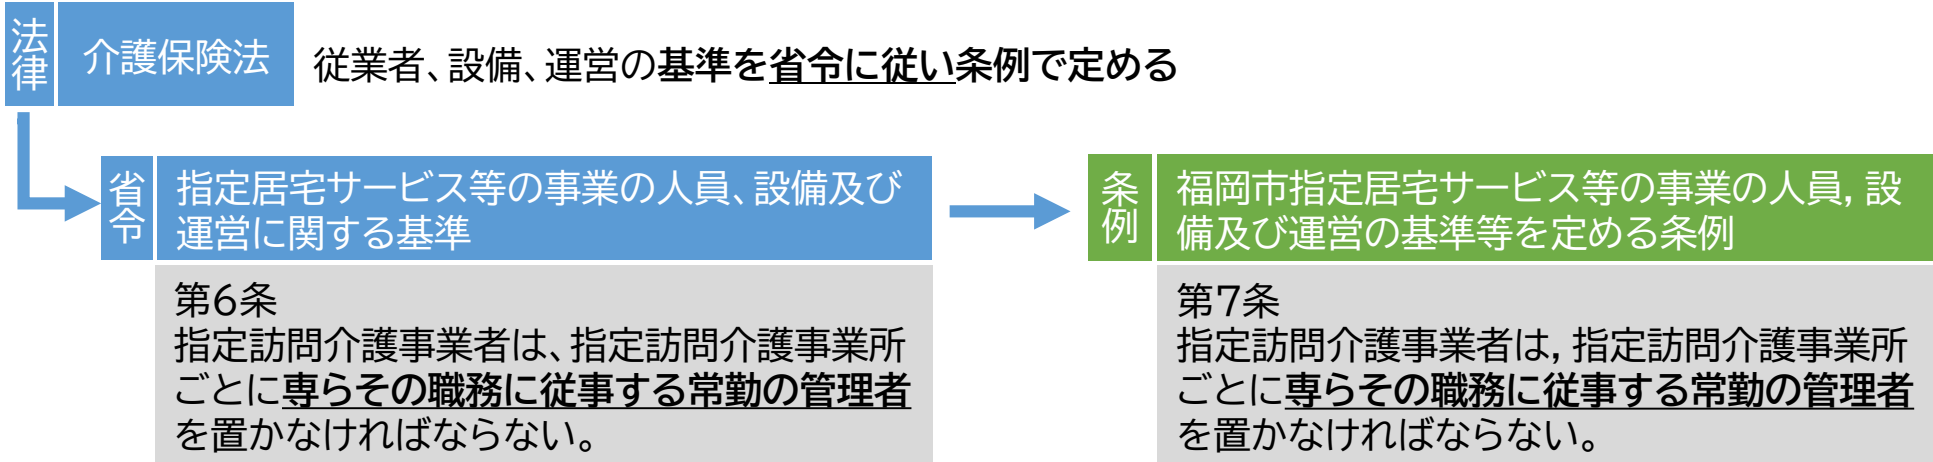 法律
介護保険法
従業者、設備、運営の基準を省令に従い条例で定める
省令
指定居宅サービス等の事業の人員、設備及び
運営に関する基準
第6条
指定訪問介護事業者は、指定訪問介護事業所
ごとに専らその職務に従事する常勤の管理者
を置かなければならない。
条例
福岡市指定居宅サービス等の事業の人員，設
備及び運営の基準等を定める条例
第7条
指定訪問介護事業者は，指定訪問介護事業所
ごとに専らその職務に従事する常勤の管理者
を置かなければならない。